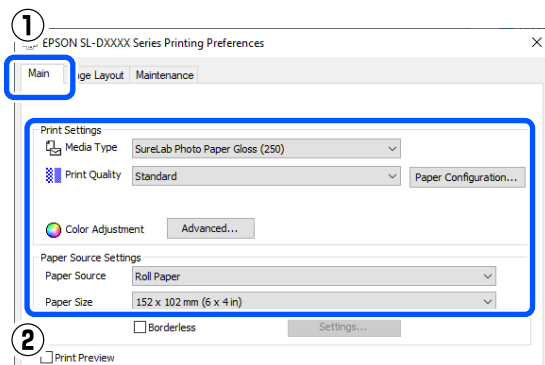 1
EPSON SL-DXXXX Series Printing Preferences
Main age Layout Maintenance
Print Settings
Media Type SureLab Photo Paper Gloss (250)
Print Quality Standard Paper Configuration...
Color Adjustment Advanced...
Paper Source Settings
Paper Source Roll Paper
Paper Size 152 x 102 mm (6 x 4 in)
Borderless Settings...
2
Print Preview